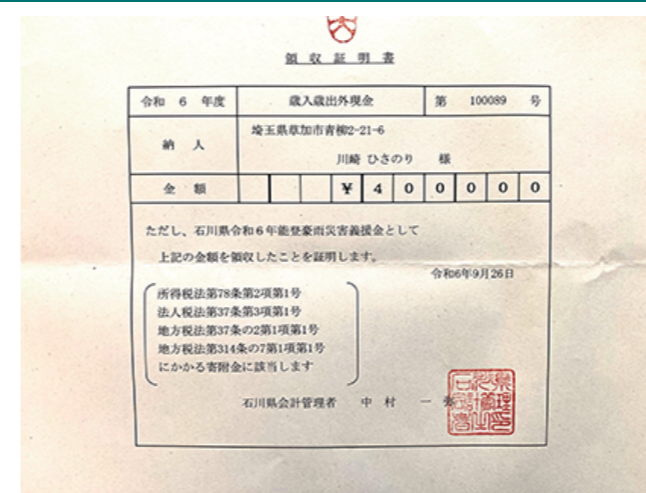 領収証明書
令和 6 年度 歳入歳出外現金 第 100089 号
納人 埼玉県草加市青柳2-21-6
川崎 ひさのり 様
金額 ¥400000
ただし、石川県令和6年能登豪雨災害義援金として
上記の金額を領収したことを証明します。
令和6年9月26日
所得税法第78条第2項第1号
法人税法第37条第3項第1号
地方税法第37条の2第1項第1号
地方税法第314条の7第1項第1号
にかかる寄附金に該当します
石川県会計管理者 中村 一